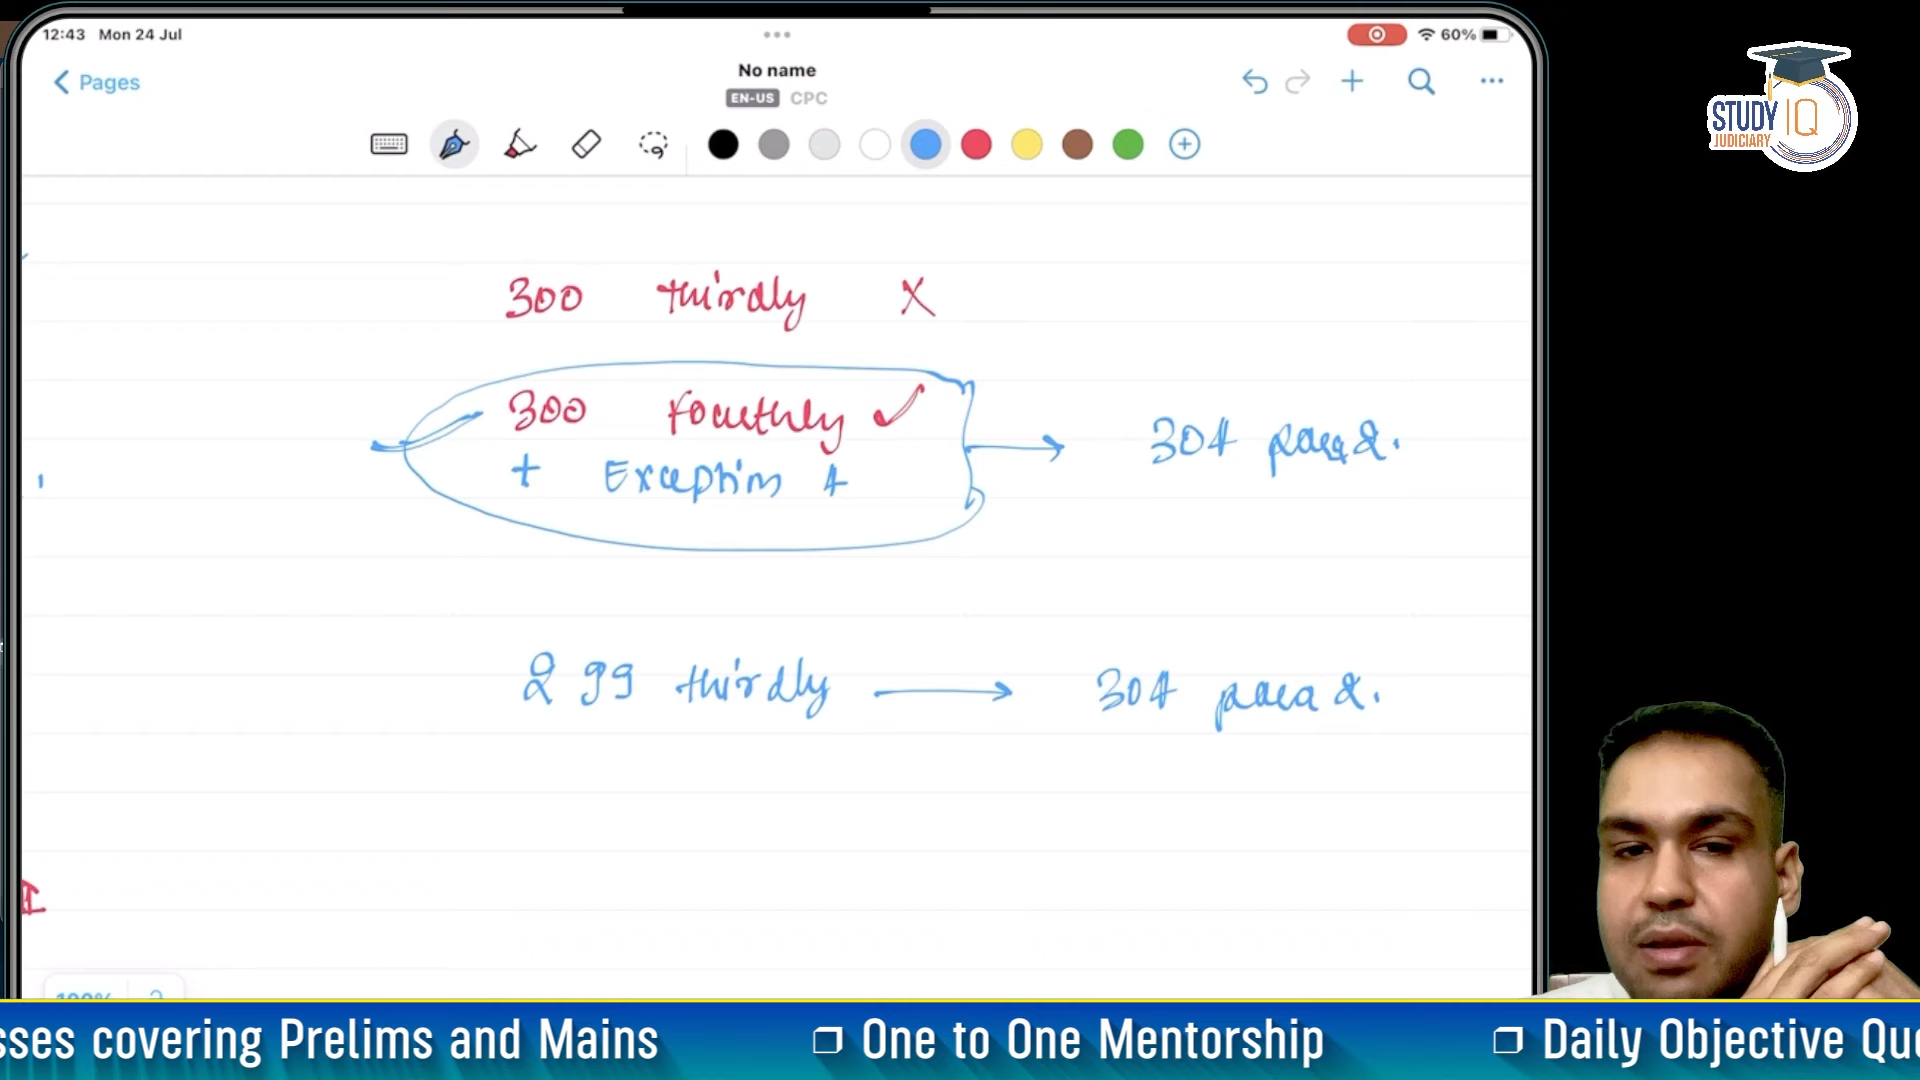 12:43 Mon 24 Jul
60%
Pages
No name
EN-US CPC
STUDY IQ
JUDICIARY
300 thirdly X
300 Fourthly ✓
+ Exception 4
304 para 2.
299 thirdly → 304 para 2.
100%
sses covering Prelims and Mains ❐ One to One Mentorship ❐ Daily Objective Que